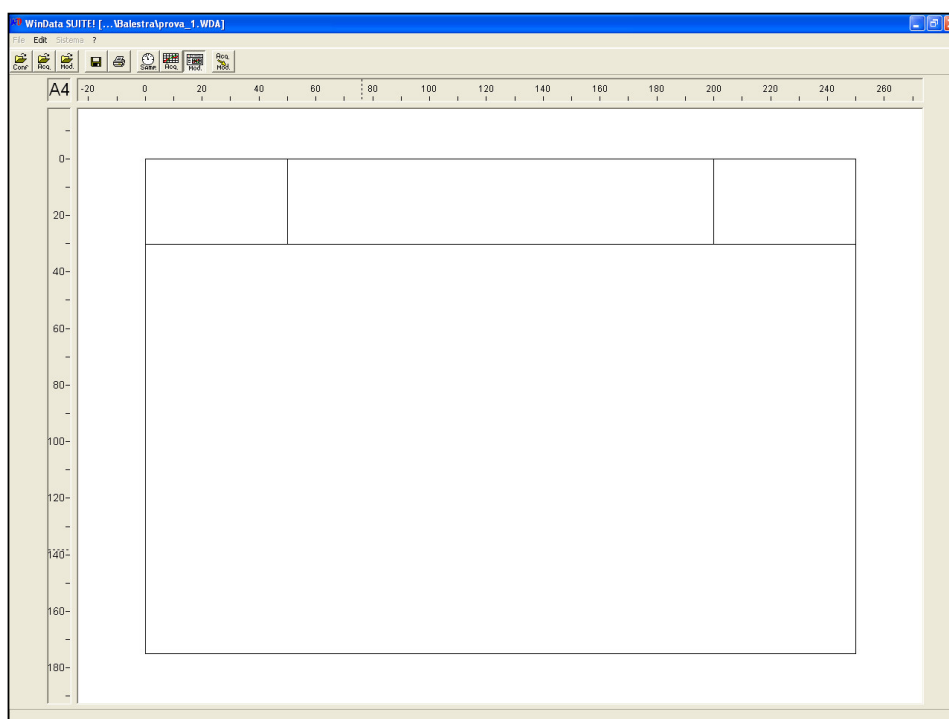 WinData SUITE! [...\Balestra\prova_1.WDA]
File Edit Sistema ?
Conf Acq. Mod. SAMP. Acq. Mod. Acq. Mod.
A4 -20 0 20 40 60 80 100 120 140 160 180 200 220 240 260
0
20
40
60
80
100
120
140
160
180